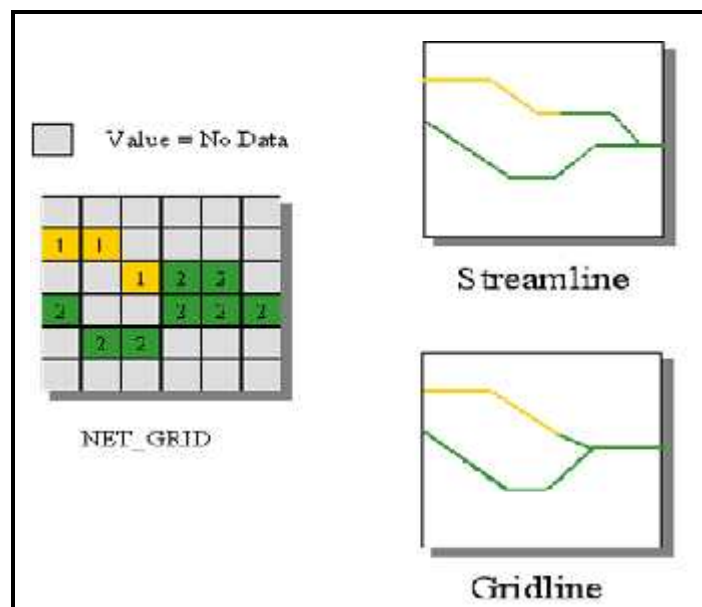 Value = No Data
1 1
1 2 2
2 2 2 2
2 2
NET_GRID
Streamline
Gridline